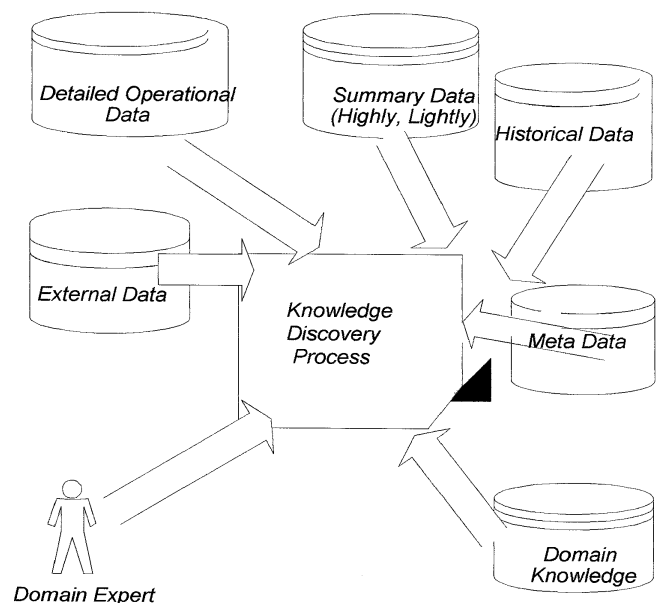 Detailed Operational
Data
Summary Data
(Highly, Lightly)
Historical Data
External Data
Knowledge
Discovery
Process
Meta Data
Domain
Knowledge
Domain Expert